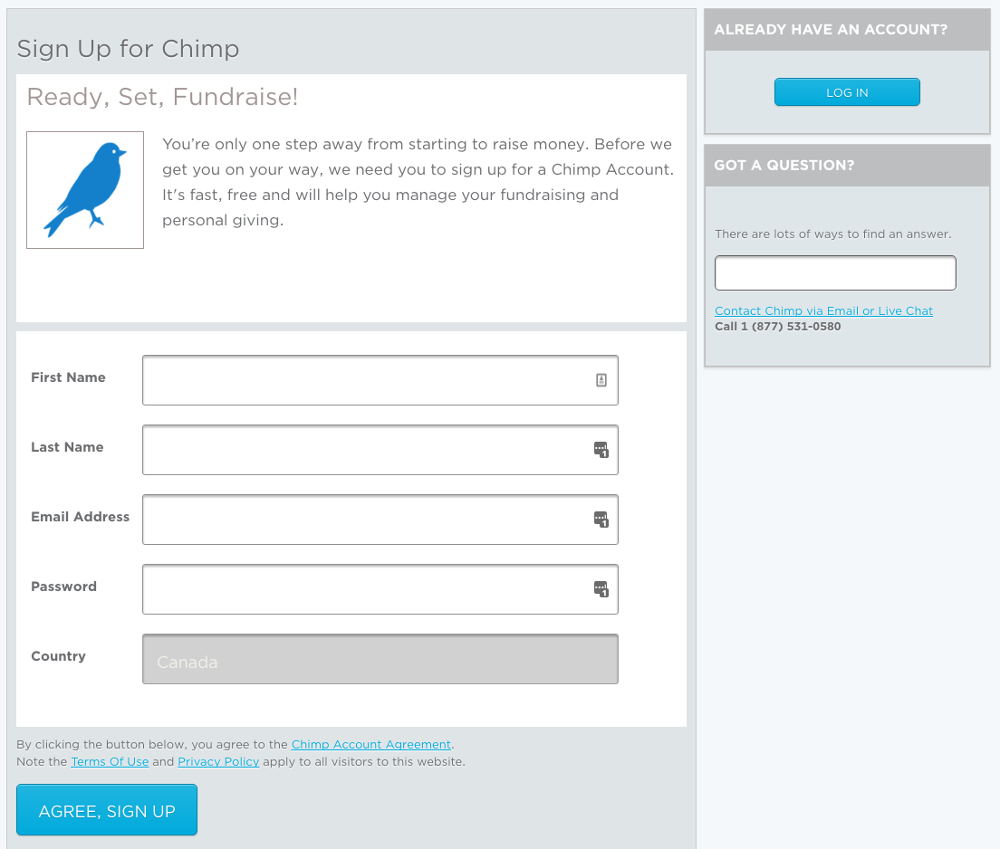 Sign Up for Chimp
Ready, Set, Fundraise!
You’re only one step away from starting to raise money. Before we
get you on your way, we need you to sign up for a Chimp Account.
It's fast, free and will help you manage your fundraising and
personal giving.
First Name
Last Name
1
Email Address
1
Password
1
Country
Canada
By clicking the button below, you agree to the Chimp Account Agreement.
Note the Terms Of Use and Privacy Policy apply to all visitors to this website.
AGREE, SIGN UP
ALREADY HAVE AN ACCOUNT?
LOG IN
GOT A QUESTION?
There are lots of ways to find an answer.
Contact Chimp via Email or Live Chat
Call 1 (877) 531-0580